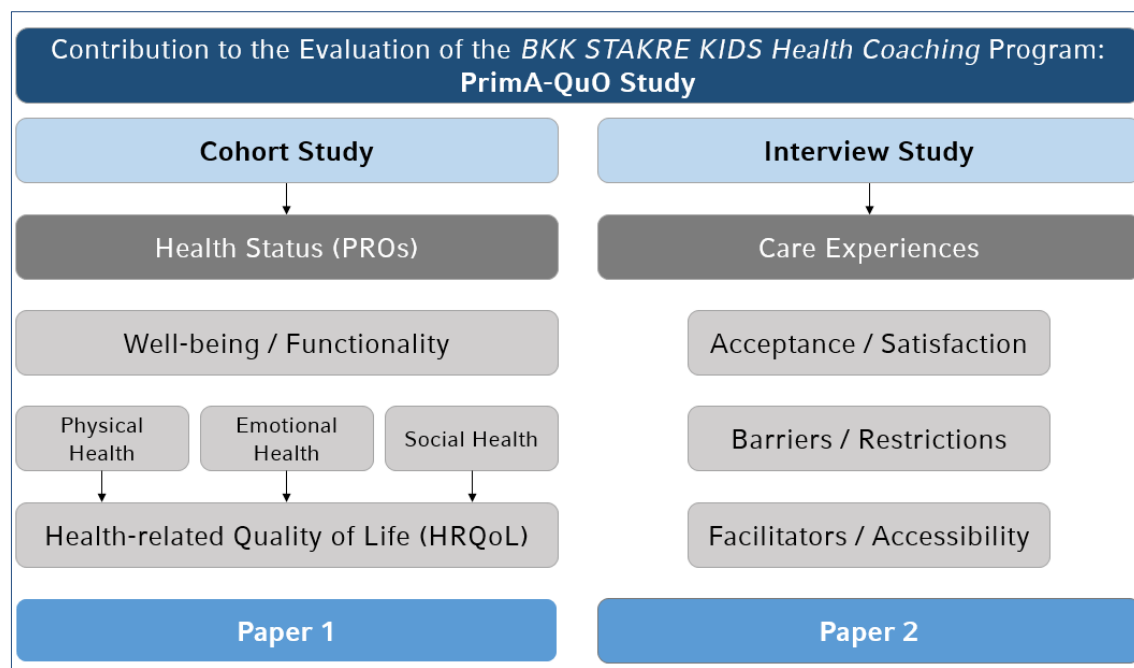 Contribution to the Evaluation of the BKK STAKRE KIDS Health Coaching Program:
PrimA-QuO Study
Cohort Study
Interview Study
Health Status (PROs)
Care Experiences
Well-being / Functionality
Acceptance / Satisfaction
Physical
Health
Emotional
Health
Social Health
Barriers / Restrictions
Health-related Quality of Life (HRQoL)
Facilitators / Accessibility
Paper 1
Paper 2